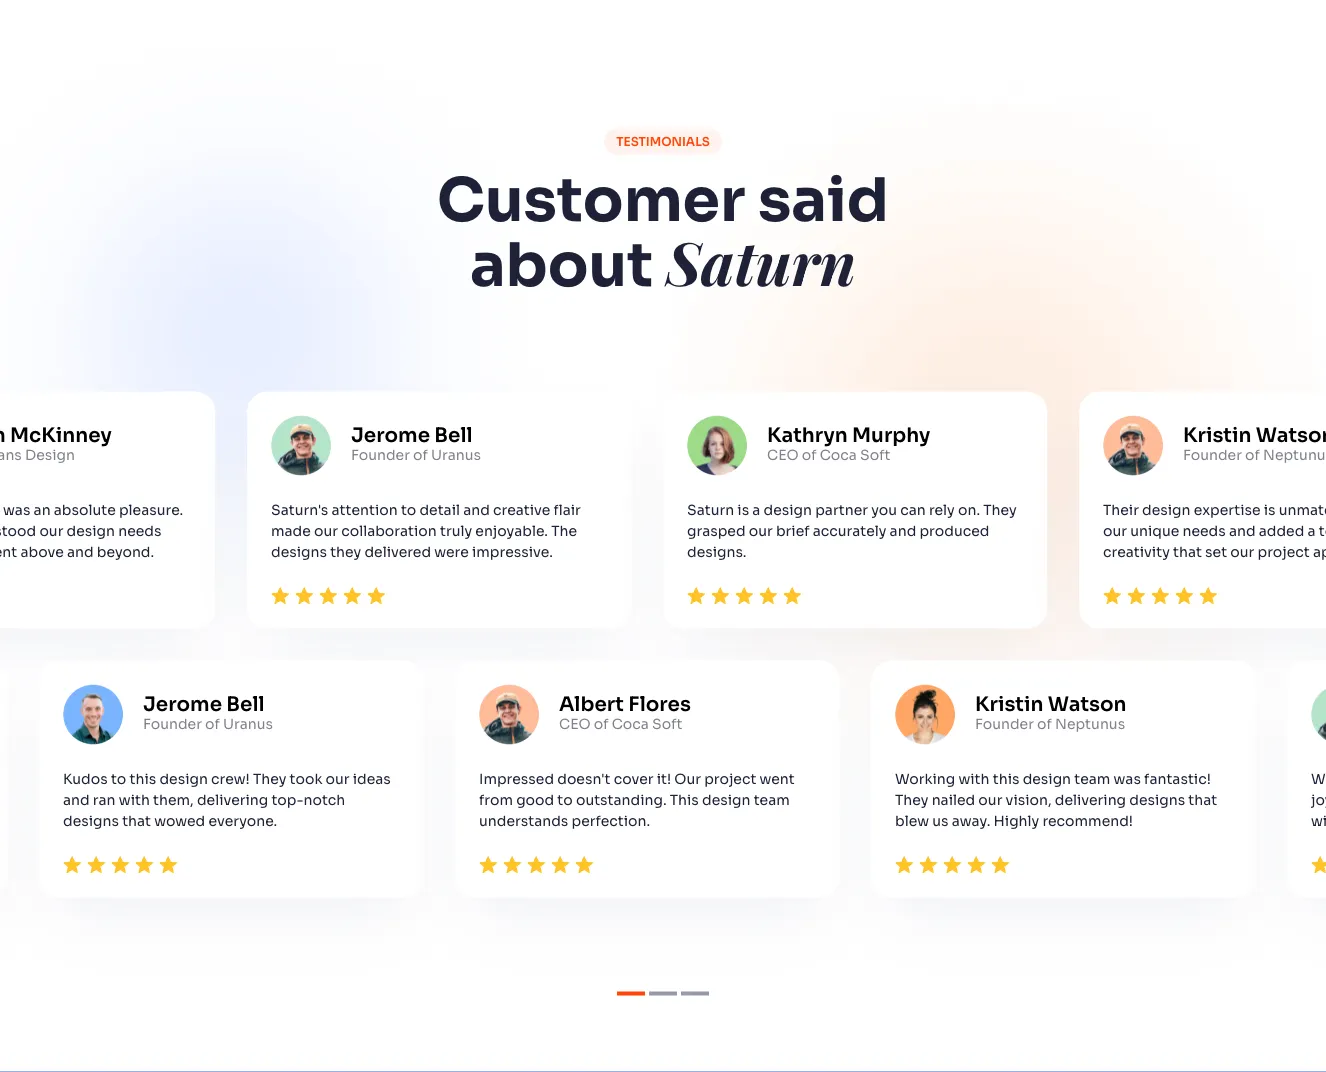 TESTIMONIALS
Customer said
about Saturn
McKinney
Design
was an absolute pleasure.
our design needs
above and beyond.
Jerome Bell
Founder of Uranus
Saturn's attention to detail and creative flair
made our collaboration truly enjoyable. The
designs they delivered were impressive.
Kathryn Murphy
CEO of Coca Soft
Saturn is a design partner you can rely on. They
grasped our brief accurately and produced
designs.
Kristin Watson
Founder of Neptunu
Their design expertise is
our unique needs and added a
creativity that set our project
Jerome Bell
Founder of Uranus
Kudos to this design crew! They took our ideas
and ran with them, delivering top-notch
designs that wowed everyone.
Albert Flores
CEO of Coca Soft
Impressed doesn't cover it! Our project went
from good to outstanding. This design team
understands perfection.
Kristin Watson
Founder of Neptunus
Working with this design team was fantastic!
They nailed our vision, delivering designs that
blew us away. Highly recommend!